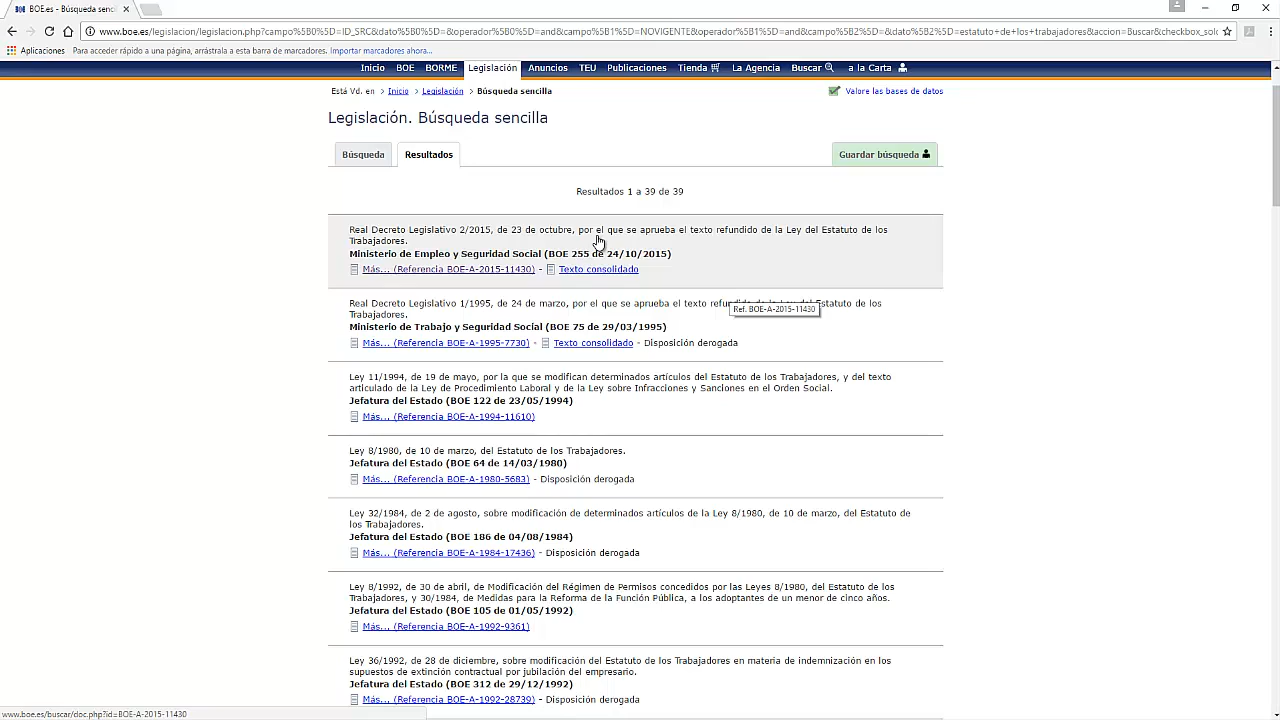 BOE.es - Búsqueda senci
www.boe.es/legislacion/legislacion.php?campo%5B0%5D=ID_SRC&dato%5B0%5D=&operador%5B0%5D=and&campo%5B1%5D=NOVIGENTE&operador%5B1%5D=and&campo%5B2%5D=&dato%5B2%5D=estatuto+de+los+trabajadores&accion=Buscar&checkbox_solo
Aplicaciones Para acceder rápido a una página, arrástrala a esta barra de marcadores. Importar marcadores ahora...
Inicio BOE BORME Legislación Anuncios TEU Publicaciones Tienda La Agencia Buscar a la Carta
Está Vd. en > Inicio > Legislación > Búsqueda sencilla Valore las bases de datos
Legislación. Búsqueda sencilla
Búsqueda Resultados Guardar búsqueda
Resultados 1 a 39 de 39
Real Decreto Legislativo 2/2015, de 23 de octubre, por el que se aprueba el texto refundido de la Ley del Estatuto de los
Trabajadores.
Ministerio de Empleo y Seguridad Social (BOE 255 de 24/10/2015)
Más... (Referencia BOE-A-2015-11430) - Texto consolidado
Real Decreto Legislativo 1/1995, de 24 de marzo, por el que se aprueba el texto refundido de la Ley del Estatuto de los
Ref. BOE-A-2015-11430
Trabajadores.
Ministerio de Trabajo y Seguridad Social (BOE 75 de 29/03/1995)
Más... (Referencia BOE-A-1995-7730) - Texto consolidado - Disposición derogada
Ley 11/1994, de 19 de mayo, por la que se modifican determinados artículos del Estatuto de los Trabajadores, y del texto
articulado de la Ley de Procedimiento Laboral y de la Ley sobre Infracciones y Sanciones en el Orden Social.
Jefatura del Estado (BOE 122 de 23/05/1994)
Más... (Referencia BOE-A-1994-11610)
Ley 8/1980, de 10 de marzo, del Estatuto de los Trabajadores.
Jefatura del Estado (BOE 64 de 14/03/1980)
Más... (Referencia BOE-A-1980-5683) - Disposición derogada
Ley 32/1984, de 2 de agosto, sobre modificación de determinados artículos de la Ley 8/1980, de 10 de marzo, del Estatuto de
los Trabajadores.
Jefatura del Estado (BOE 186 de 04/08/1984)
Más... (Referencia BOE-A-1984-17436) - Disposición derogada
Ley 8/1992, de 30 de abril, de Modificación del Régimen de Permisos concedidos por las Leyes 8/1980, del Estatuto de los
Trabajadores, y 30/1984, de Medidas para la Reforma de la Función Pública, a los adoptantes de un menor de cinco años.
Jefatura del Estado (BOE 105 de 01/05/1992)
Más... (Referencia BOE-A-1992-9361)
Ley 36/1992, de 28 de diciembre, sobre modificación del Estatuto de los Trabajadores en materia de indemnización en los
supuestos de extinción contractual por jubilación del empresario.
Jefatura del Estado (BOE 312 de 29/12/1992)
Más... (Referencia BOE-A-1992-28739) - Disposición derogada
www.boe.es/buscar/doc.php?id=BOE-A-2015-11430